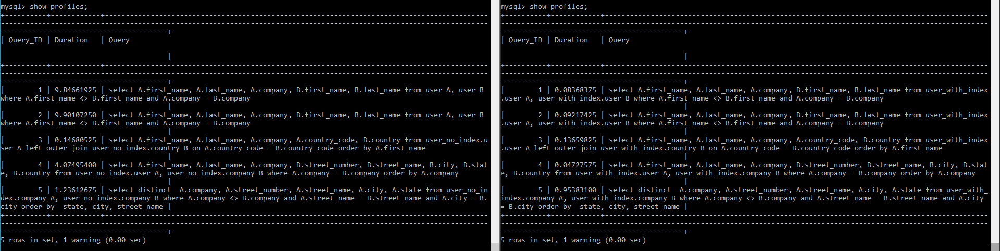 mysql> show profiles;
+----------+------------+--------------------------------------------------------------------------------------------
---------------------------------------------------------------------------------------------------------------------
----------------------------------------+
| Query_ID | Duration   | Query
|
+----------+------------+--------------------------------------------------------------------------------------------
---------------------------------------------------------------------------------------------------------------------
----------------------------------------+
|        1 | 9.84661925 | select A.first_name, A.last_name, A.company, B.first_name, B.last_name from user A, user B
where A.first_name <> B.first_name and A.company = B.company
|
|        2 | 9.90107250 | select A.first_name, A.last_name, A.company, B.first_name, B.last_name from user A, user B
where A.first_name <> B.first_name and A.company = B.company
|
|        3 | 0.14680525 | select A.first_name, A.last_name, A.company, A.country_code, B.country from user_no_index.u
ser A left outer join user_no_index.country B on A.country_code = B.country_code order by A.first_name
|
|        4 | 4.07495400 | select A.first_name, A.last_name, A.company, B.street_number, B.street_name, B.city, B.stat
e, B.country from user_no_index.user A, user_no_index.company B where A.company = B.company order by A.company
|
|        5 | 1.23612675 | select distinct  A.company, A.street_number, A.street_name, A.city, A.state from user_no_in
dex.company A, user_no_index.company B where A.company <> B.company and A.street_name = B.street_name and A.city = B.
city order by  state, city, street_name |
+----------+------------+--------------------------------------------------------------------------------------------
---------------------------------------------------------------------------------------------------------------------
----------------------------------------+
5 rows in set, 1 warning (0.00 sec)
mysql> show profiles;
+----------+------------+--------------------------------------------------------------------------------------------
---------------------------------------------------------------------------------------------------------------------
--------------------------------------------+
| Query_ID | Duration   | Query
|
+----------+------------+--------------------------------------------------------------------------------------------
---------------------------------------------------------------------------------------------------------------------
--------------------------------------------+
|        1 | 0.08368375 | select A.first_name, A.last_name, A.company, B.first_name, B.last_name from user_with_index
.user A, user_with_index.user B where A.first_name <> B.first_name and A.company = B.company
|
|        2 | 0.09217425 | select A.first_name, A.last_name, A.company, B.first_name, B.last_name from user_with_index
.user A, user_with_index.user B where A.first_name <> B.first_name and A.company = B.company
|
|        3 | 0.13659825 | select A.first_name, A.last_name, A.company, A.country_code, B.country from user_with_index
.user A left outer join user_with_index.country B on A.country_code = B.country_code order by A.first_name
|
|        4 | 0.04727575 | select A.first_name, A.last_name, A.company, B.street_number, B.street_name, B.city, B.stat
e, B.country from user_with_index.user A, user_with_index.company B where A.company = B.company order by A.company
|
|        5 | 0.95383100 | select distinct  A.company, A.street_number, A.street_name, A.city, A.state from user_with_
index.company A, user_with_index.company B where A.company <> B.company and A.street_name = B.street_name and A.city
= B.city order by  state, city, street_name |
+----------+------------+--------------------------------------------------------------------------------------------
---------------------------------------------------------------------------------------------------------------------
--------------------------------------------+
5 rows in set, 1 warning (0.00 sec)